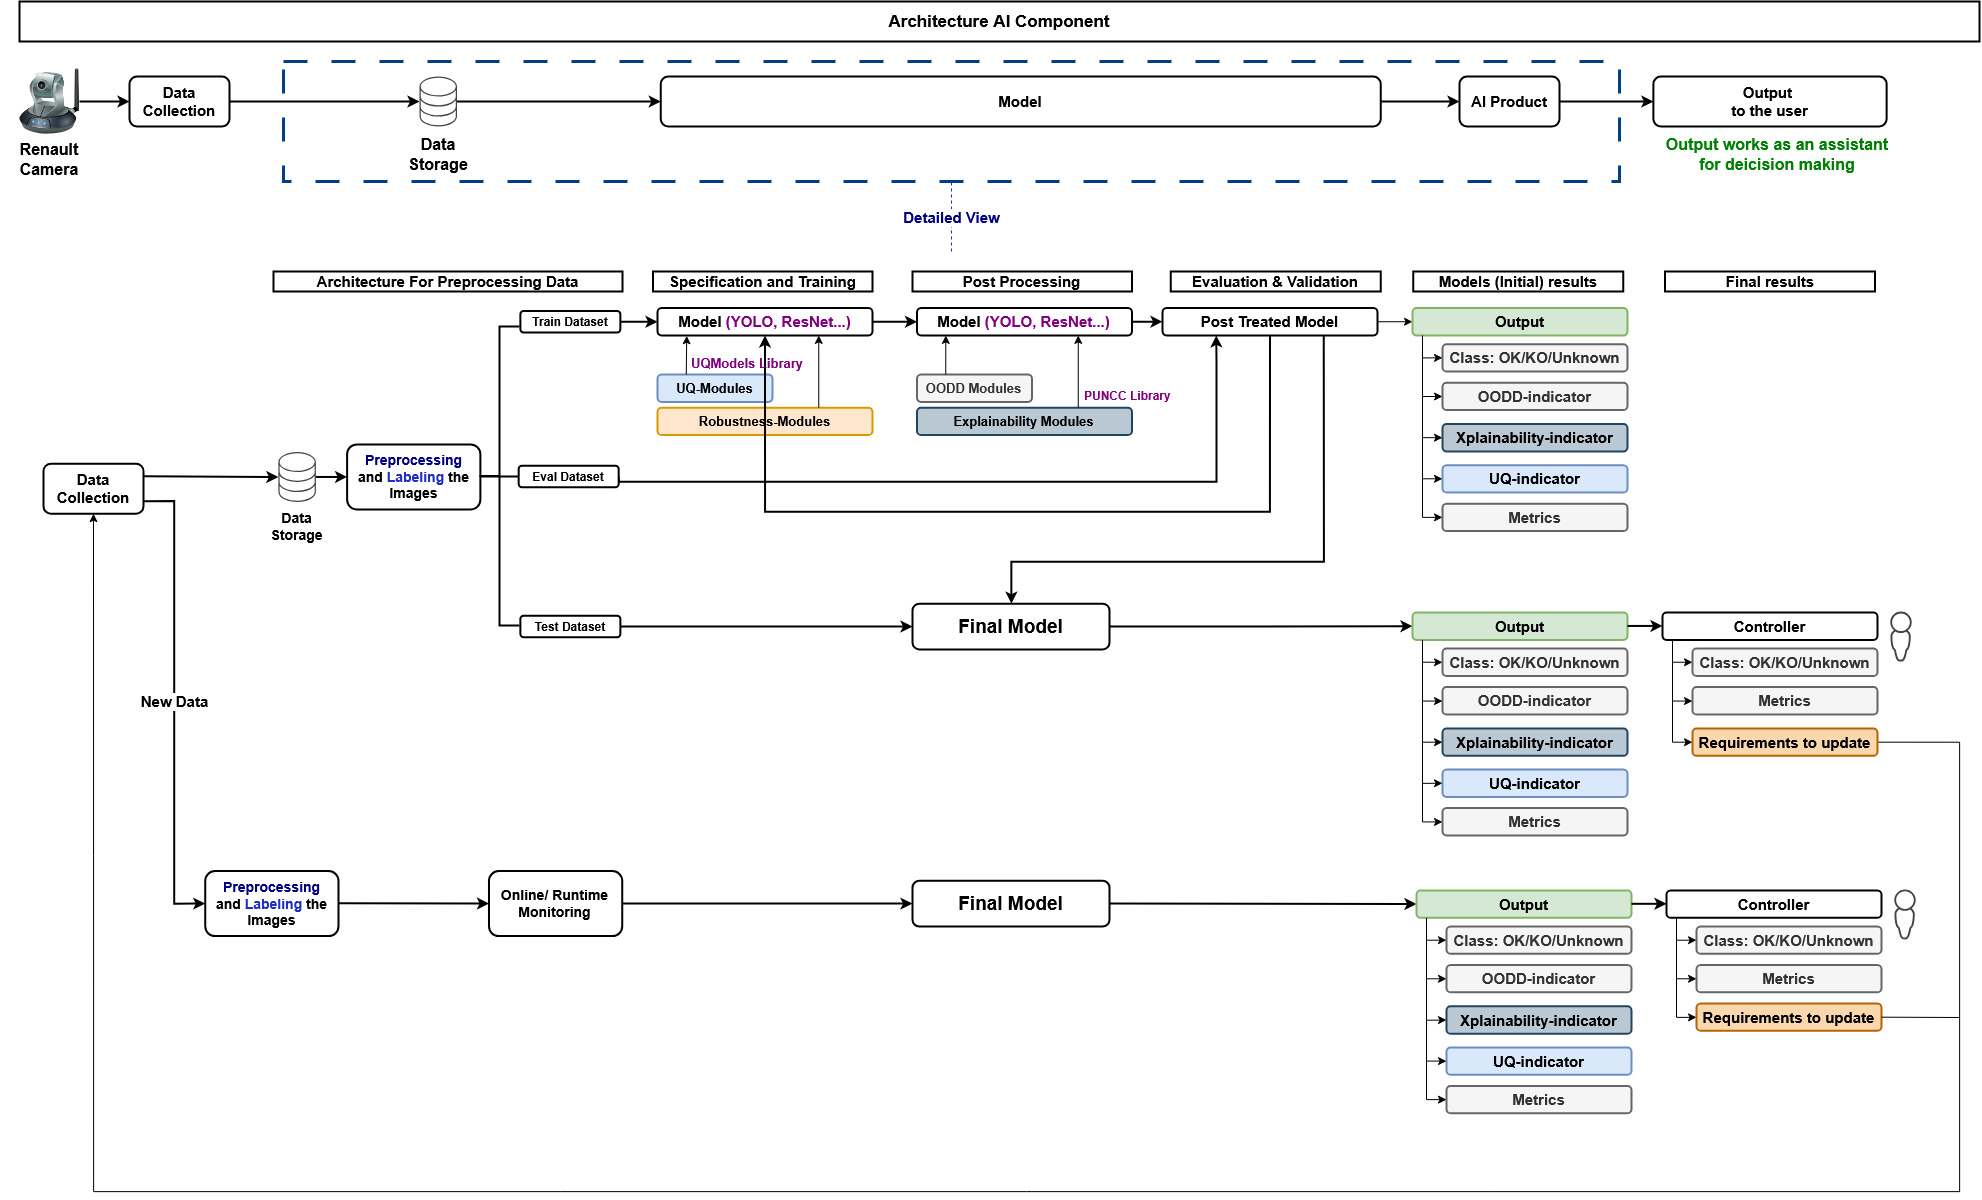 Architecture AI Component
Renault
Camera
Data
Collection
Data
Storage
Model
AI Product
Output
to the user
Output works as an assistant
for deicision making
Detailed View
Architecture For Preprocessing Data
Specification and Training
Post Processing
Evaluation & Validation
Models (Initial) results
Final results
Train Dataset
Model (YOLO, ResNet...)
Model (YOLO, ResNet...)
Post Treated Model
Output
UQModels Library
UQ-Modules
Robustness-Modules
OODD Modules
PUNCC Library
Explainability Modules
Class: OK/KO/Unknown
OODD-indicator
Xplainability-indicator
UQ-indicator
Metrics
Data
Collection
Data
Storage
Preprocessing
and Labeling the
Images
Eval Dataset
Test Dataset
Final Model
Output
Class: OK/KO/Unknown
OODD-indicator
Xplainability-indicator
UQ-indicator
Metrics
Controller
Class: OK/KO/Unknown
Metrics
Requirements to update
New Data
Preprocessing
and Labeling the
Images
Online/ Runtime
Monitoring
Final Model
Output
Class: OK/KO/Unknown
OODD-indicator
Xplainability-indicator
UQ-indicator
Metrics
Controller
Class: OK/KO/Unknown
Metrics
Requirements to update